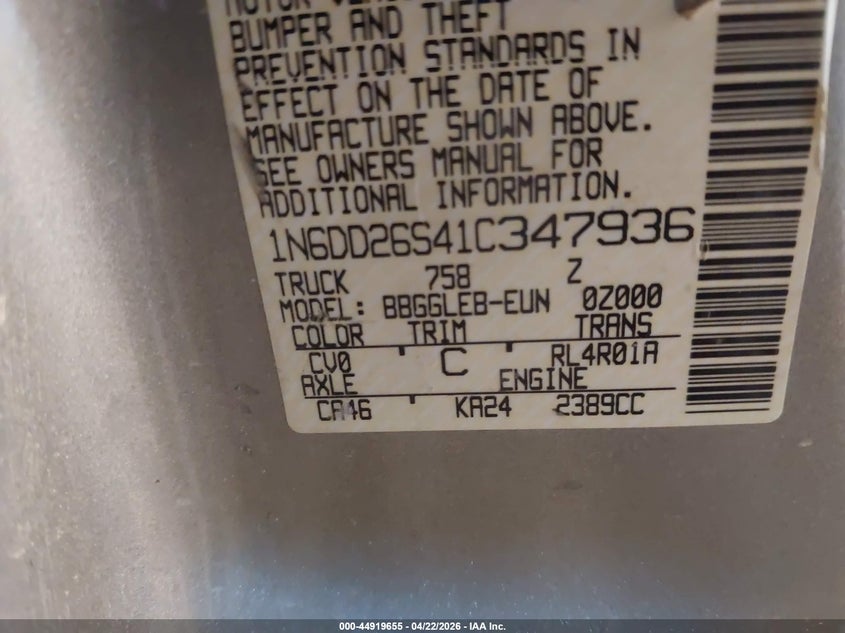 BUMPER AND THEFT
PREVENTION STANDARDS IN
EFFECT ON THE DATE OF
MANUFACTURE SHOWN ABOVE.
SEE OWNERS MANUAL FOR
ADDITIONAL INFORMATION.
1N6DD26S41C347936
TRUCK 758 Z
MODEL: BBGGLEB-EUN 0Z000
COLOR TRIM TRANS
CV0 ' C ' RL4R01A
AXLE ENGINE
CA46 ' KA24 2389CC
000-44919655 - 04/22/2026 - IAA Inc.